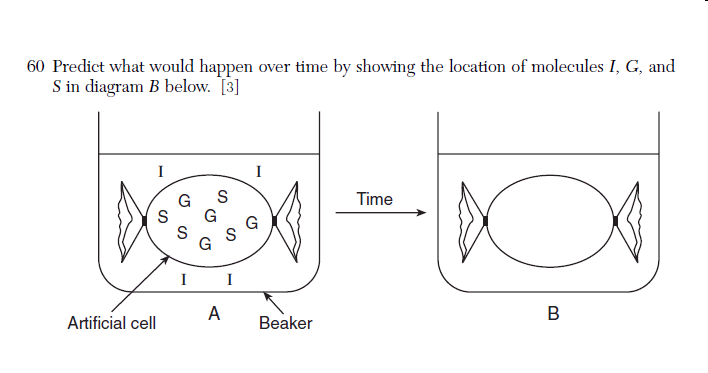 60 Predict what would happen over time by showing the location of molecules I, G, and
S in diagram B below. [3]
I I
G S
S G G
S S
G
Time
I I
Artificial cell
A
Beaker
B